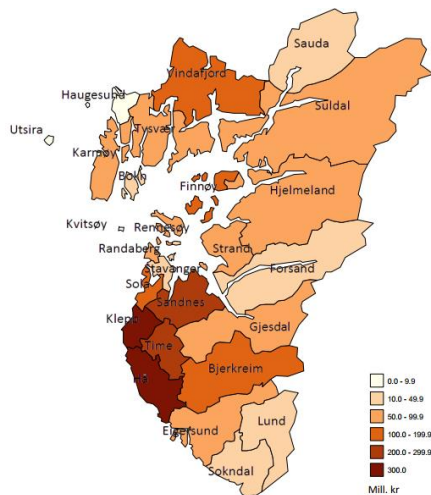 Sauda
Vindafjord
Haugesund
Suldal
Utsira
Tysvær
Karmøy
Bokn
Finnøy
Hjelmeland
Kvitsøy
Rennesøy
Randaberg
Strand
Stavanger
Forsand
Sola
Sandnes
Klepp
Gjesdal
Time
Bjerkreim
Hå
0.0 - 9.9
10.0 - 49.9
50.0 - 99.9
100.0 - 199.9
200.0 - 299.9
300.0
Lund
Eigersund
Sokndal
Mill. kr